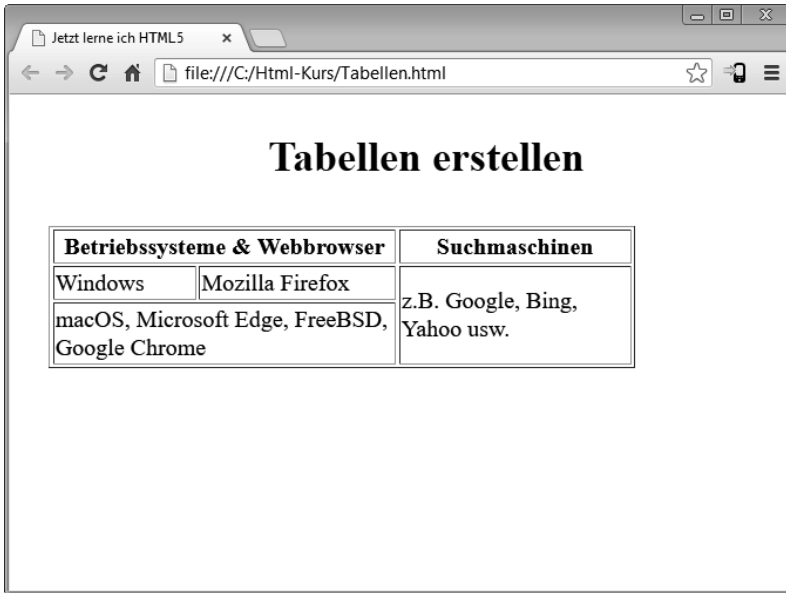 Jetzt lerne ich HTML5
file:///C:/Html-Kurs/Tabellen.html
Tabellen erstellen
Betriebssysteme & Webbrowser
Suchmaschinen
Windows
Mozilla Firefox
z.B. Google, Bing,
Yahoo usw.
macOS, Microsoft Edge, FreeBSD,
Google Chrome